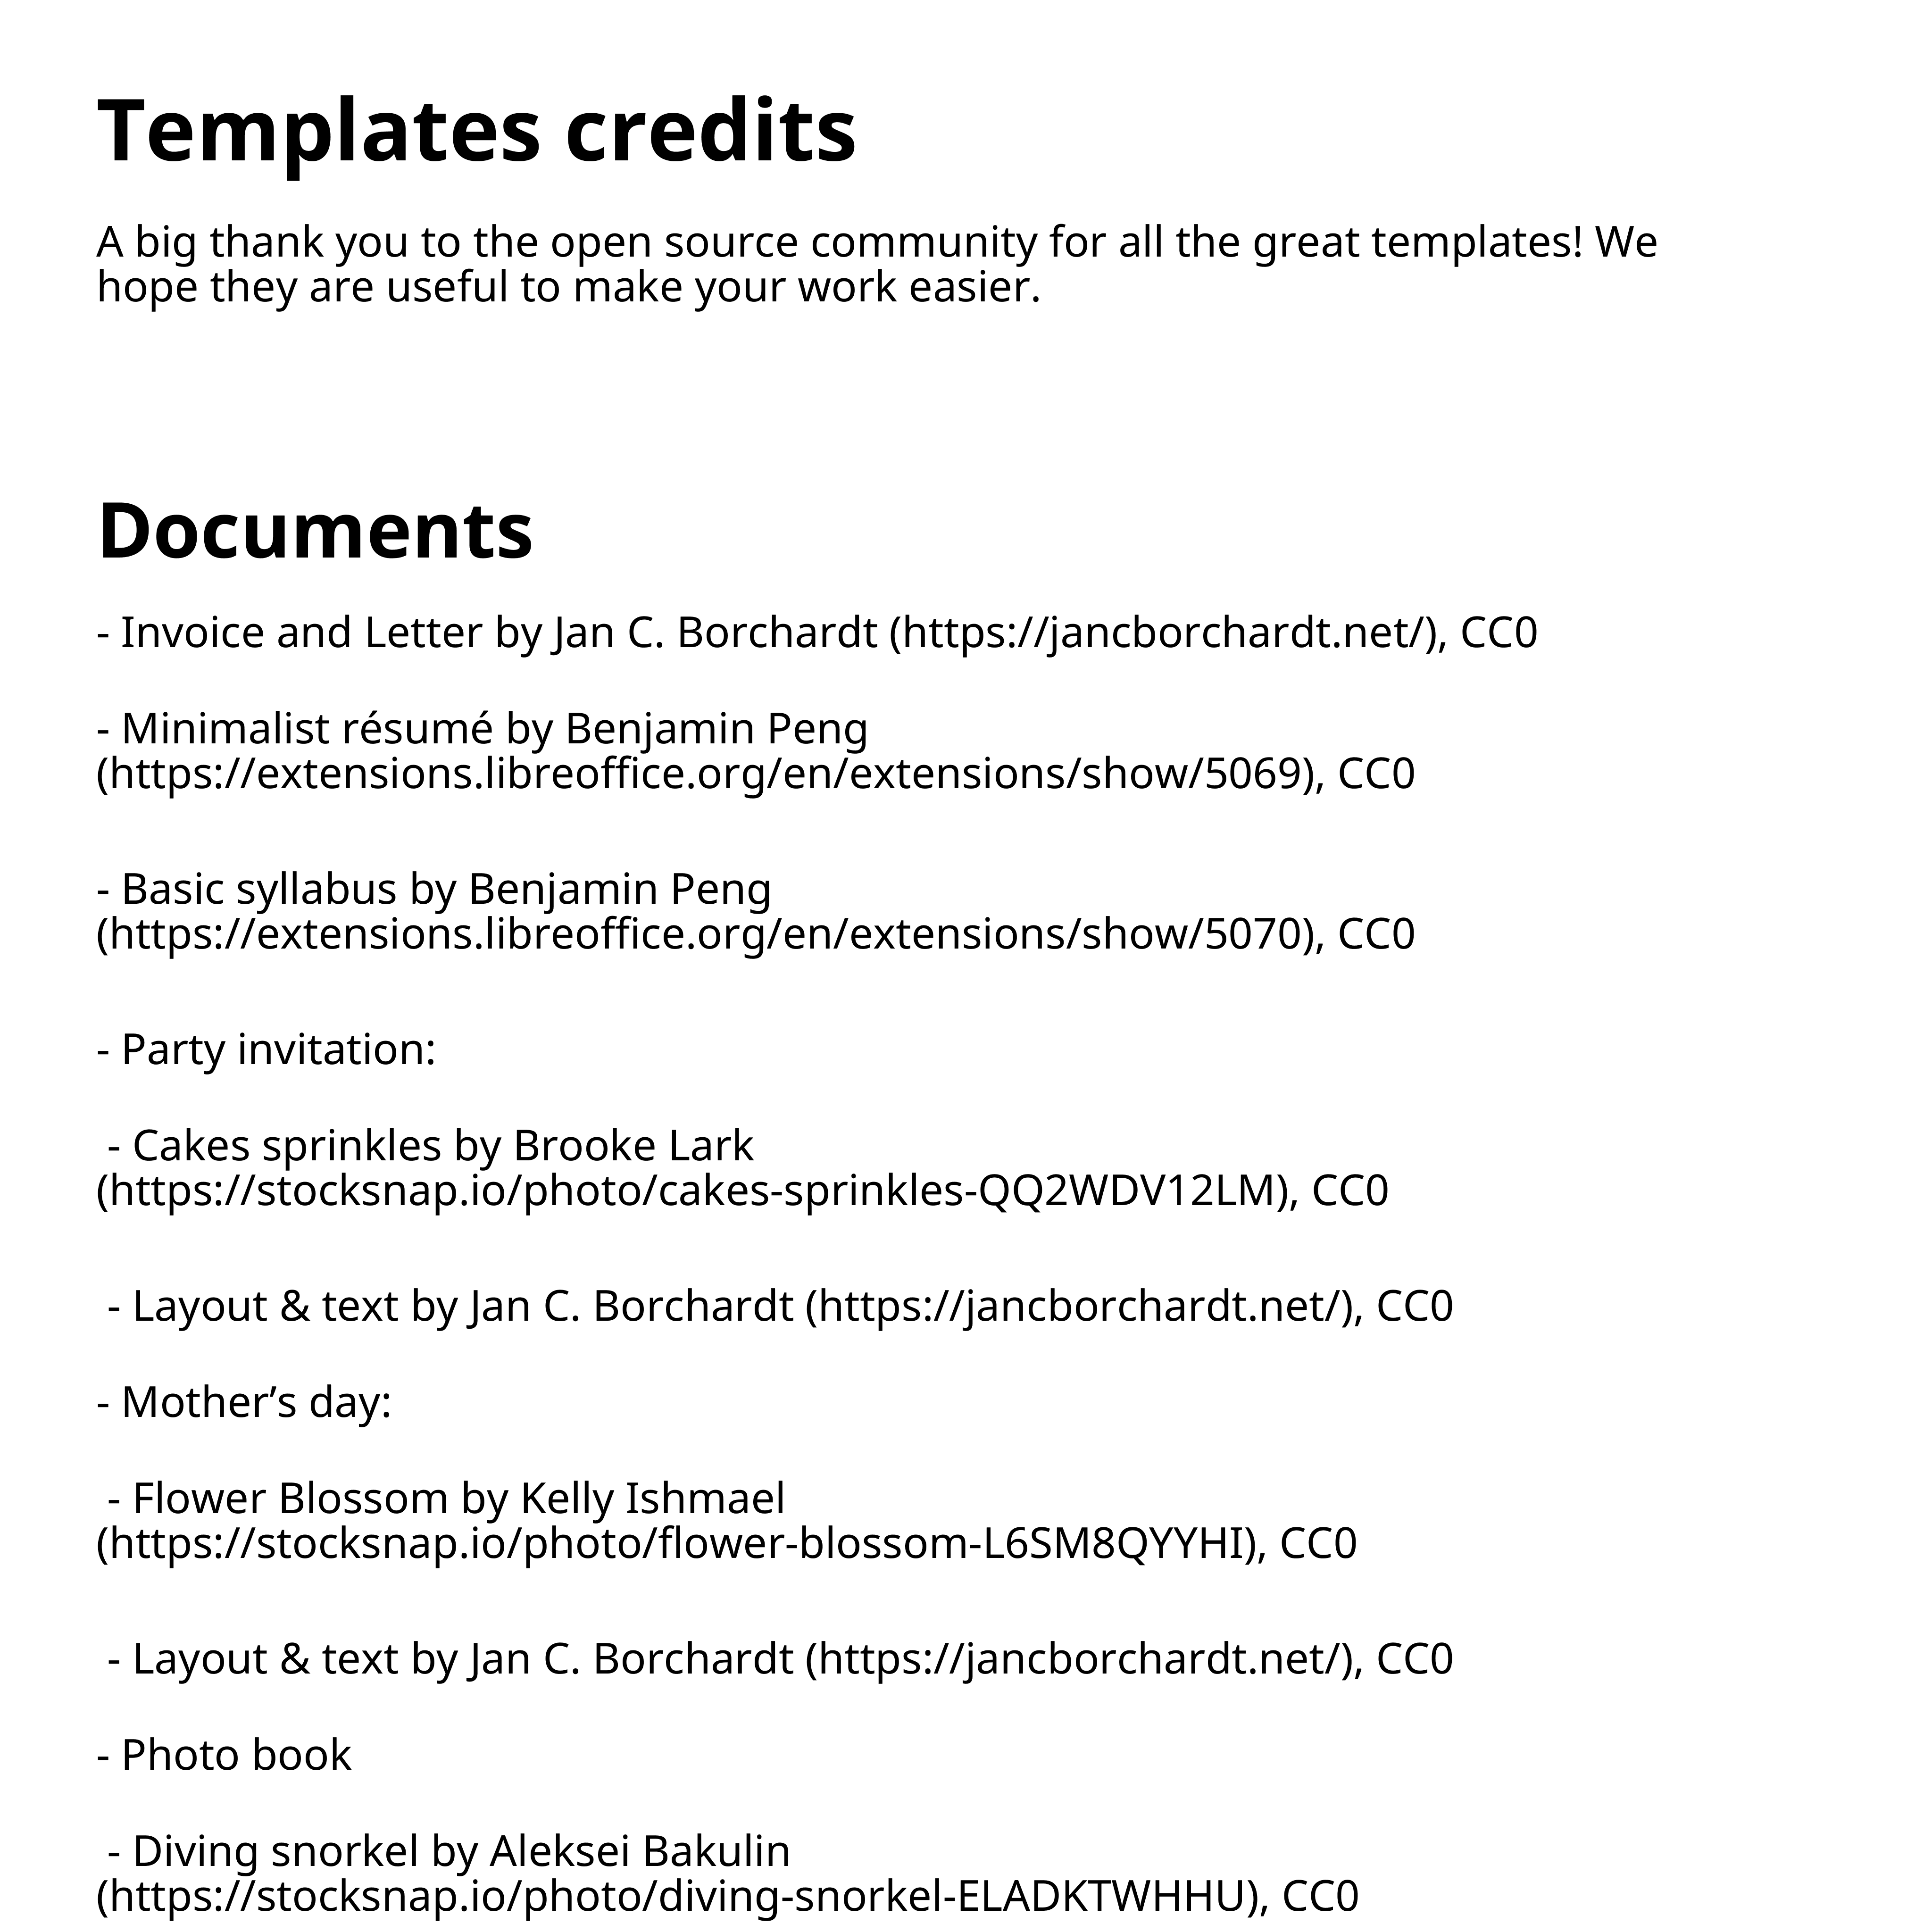 Templates credits
A big thank you to the open source community for all the great templates! We
hope they are useful to make your work easier.
Documents
- Invoice and Letter by Jan C. Borchardt (https://jancborchardt.net/), CC0
- Minimalist résumé by Benjamin Peng
(https://extensions.libreoffice.org/en/extensions/show/5069), CC0
- Basic syllabus by Benjamin Peng
(https://extensions.libreoffice.org/en/extensions/show/5070), CC0
- Party invitation:
- Cakes sprinkles by Brooke Lark
(https://stocksnap.io/photo/cakes-sprinkles-QQ2WDV12LM), CC0
- Layout & text by Jan C. Borchardt (https://jancborchardt.net/), CC0
- Mother’s day:
- Flower Blossom by Kelly Ishmael
(https://stocksnap.io/photo/flower-blossom-L6SM8QYYHI), CC0
- Layout & text by Jan C. Borchardt (https://jancborchardt.net/), CC0
- Photo book
- Diving snorkel by Aleksei Bakulin
(https://stocksnap.io/photo/diving-snorkel-ELADKTWHHU), CC0